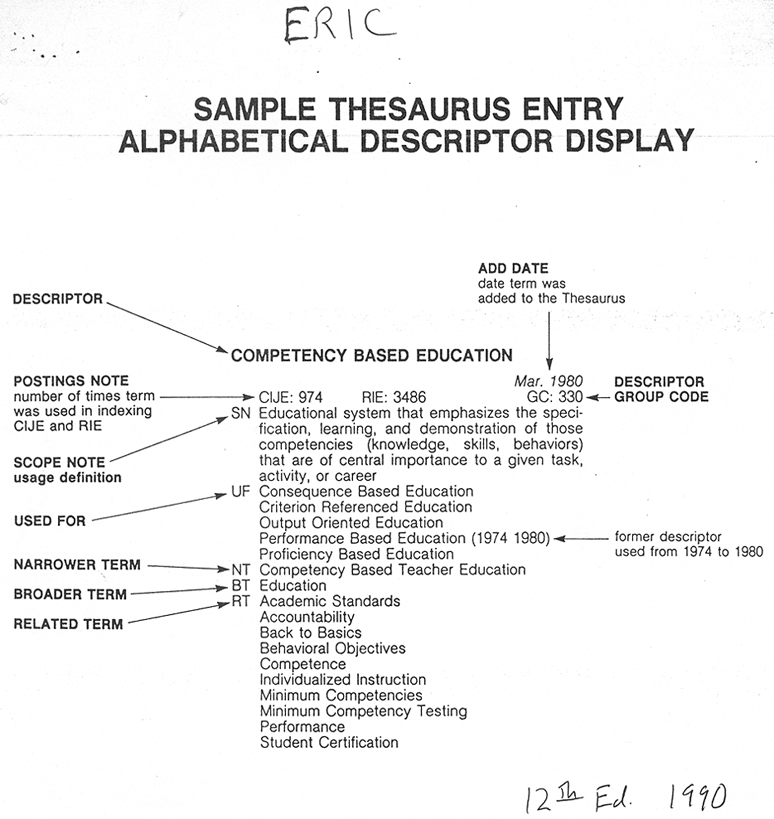 ERIC
SAMPLE THESAURUS ENTRY
ALPHABETICAL DESCRIPTOR DISPLAY
ADD DATE
date term was
added to the Thesaurus
DESCRIPTOR
COMPETENCY BASED EDUCATION
Mar. 1980
POSTINGS NOTE
number of times term
was used in indexing
CIJE and RIE
CIJE: 974 RIE: 3486 GC: 330
DESCRIPTOR
GROUP CODE
SCOPE NOTE
usage definition
SN Educational system that emphasizes the speci-
fication, learning, and demonstration of those
competencies (knowledge, skills, behaviors)
that are of central importance to a given task,
activity, or career
USED FOR
UF Consequence Based Education
Criterion Referenced Education
Output Oriented Education
Performance Based Education (1974 1980)
former descriptor
used from 1974 to 1980
Proficiency Based Education
NARROWER TERM
NT Competency Based Teacher Education
BROADER TERM
BT Education
RELATED TERM
RT Academic Standards
Accountability
Back to Basics
Behavioral Objectives
Competence
Individualized Instruction
Minimum Competencies
Minimum Competency Testing
Performance
Student Certification
12th Ed. 1990